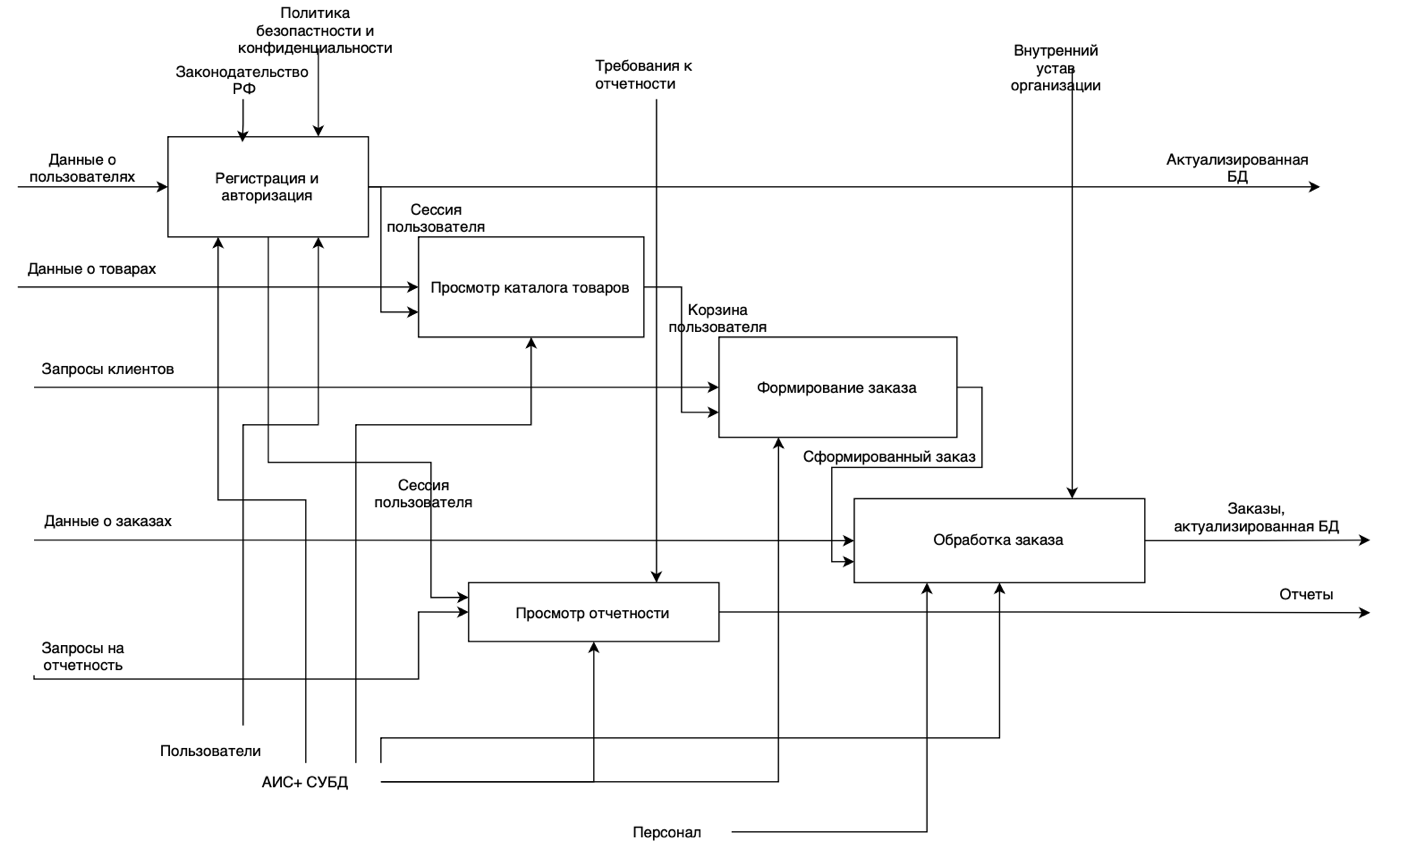 Политика
безопастности и
конфиденциальности
Законодательство
РФ
Требования к
отчетности
Внутренний
устав
организации
Данные о
пользователях
Регистрация и
авторизация
Актуализированная
БД
Сессия
пользователя
Данные о товарах
Просмотр каталога товаров
Корзина
пользователя
Запросы клиентов
Формирование заказа
Сформированный заказ
Сессия
пользователя
Данные о заказах
Обработка заказа
Заказы,
актуализированная БД
Просмотр отчетности
Отчеты
Запросы на
отчетность
Пользователи
АИС+ СУБД
Персонал